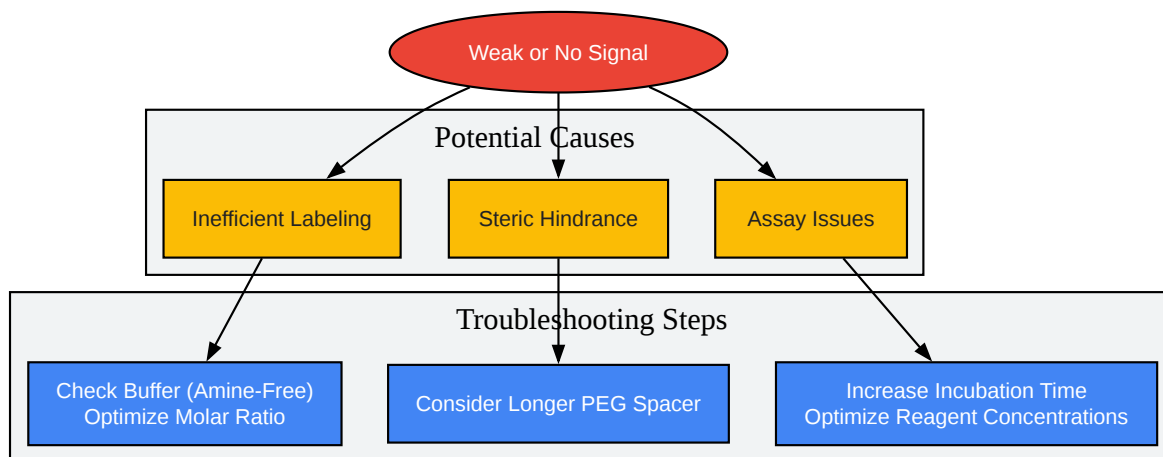 Weak or No Signal
Potential Causes
Inefficient Labeling
Steric Hindrance
Assay Issues
Troubleshooting Steps
Check Buffer (Amine-Free)
Optimize Molar Ratio
Consider Longer PEG Spacer
Increase Incubation Time
Optimize Reagent Concentrations